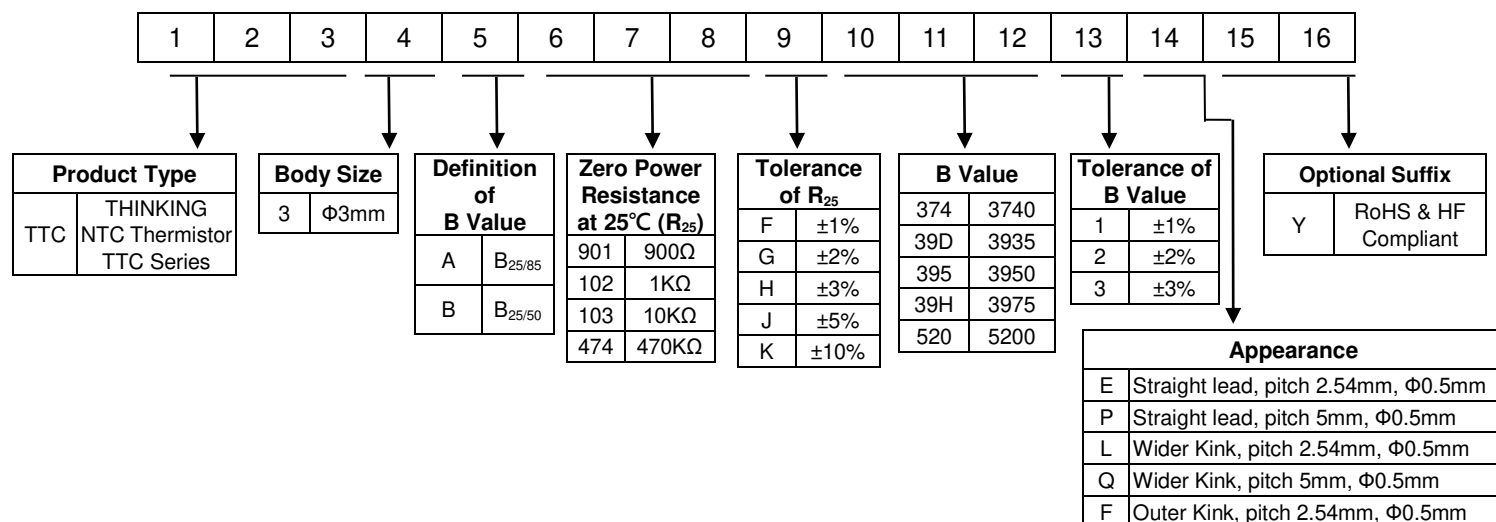 1 2 3 4 5 6 7 8 9 10 11 12 13 14 15 16
Product Type
TTC THINKING NTC Thermistor TTC Series
Body Size
3 Φ3mm
Definition of B Value
A B25/85
B B25/50
Zero Power Resistance at 25℃ (R25)
901 900Ω
102 1KΩ
103 10KΩ
474 470KΩ
Tolerance of R25
F ±1%
G ±2%
H ±3%
J ±5%
K ±10%
B Value
374 3740
39D 3935
395 3950
39H 3975
520 5200
Tolerance of B Value
1 ±1%
2 ±2%
3 ±3%
Optional Suffix
Y RoHS & HF Compliant
Appearance
E Straight lead, pitch 2.54mm, Φ0.5mm
P Straight lead, pitch 5mm, Φ0.5mm
L Wider Kink, pitch 2.54mm, Φ0.5mm
Q Wider Kink, pitch 5mm, Φ0.5mm
F Outer Kink, pitch 2.54mm, Φ0.5mm